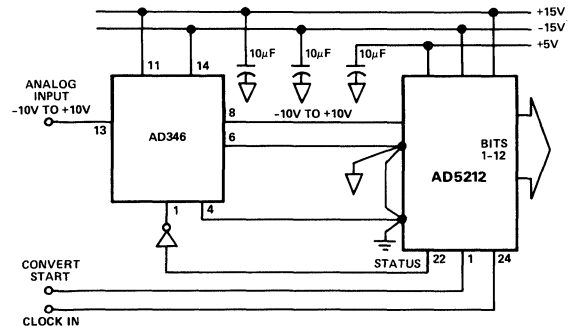 +15V
-15V
+5V
11
14
10μF
10μF
10μF
ANALOG
INPUT
-10V TO +10V
13
AD346
8
-10V TO +10V
6
BITS
1-12
AD5212
1
4
STATUS
22
1
24
CONVERT
START
CLOCK IN